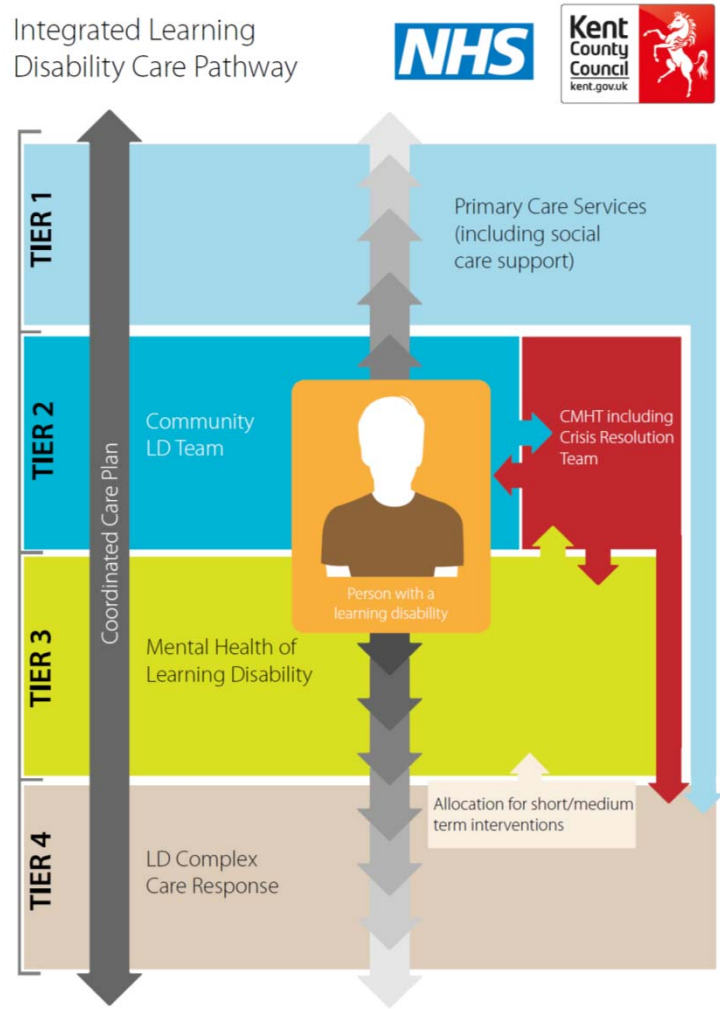 Integrated Learning
Disability Care Pathway
NHS
Kent
County
Council
kent.gov.uk
TIER 1
Primary Care Services
(including social
care support)
TIER 2
Community
LD Team
CMHT including
Crisis Resolution
Team
Coordinated Care Plan
Person with a
learning disability
TIER 3
Mental Health of
Learning Disability
Allocation for short/medium
term interventions
TIER 4
LD Complex
Care Response